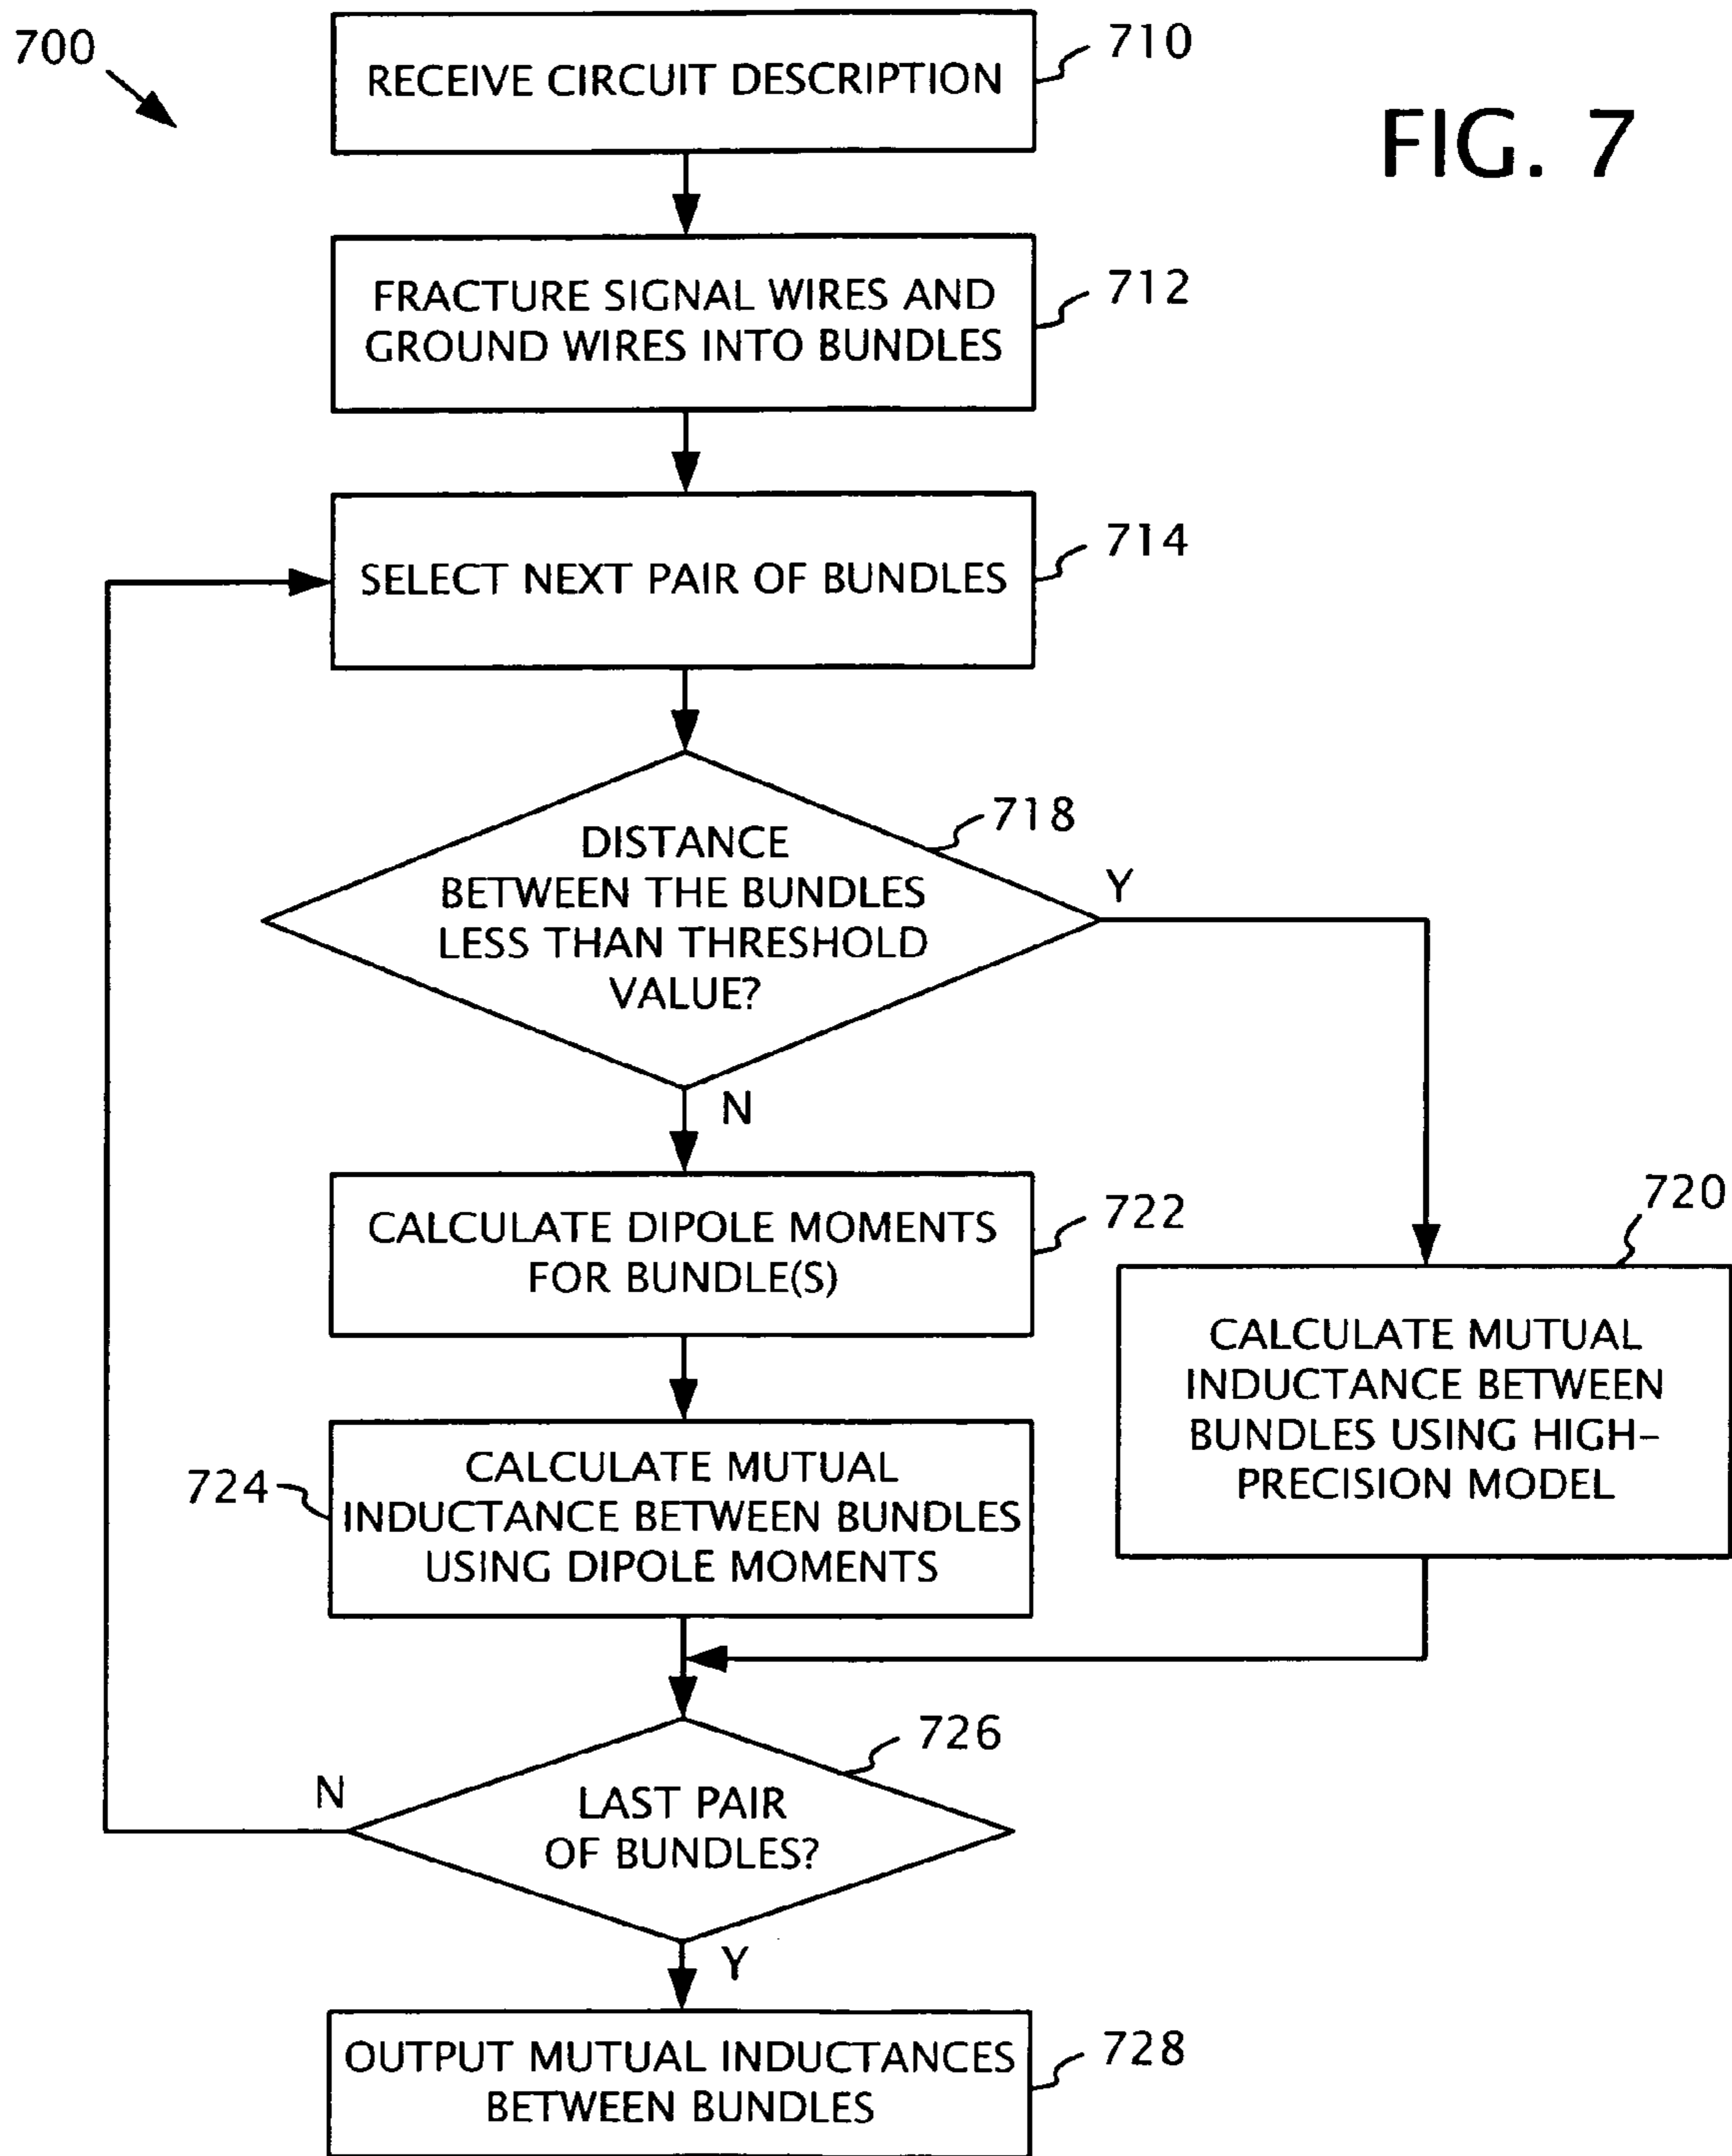 700
RECEIVE CIRCUIT DESCRIPTION
710
FIG. 7
FRACTURE SIGNAL WIRES AND
GROUND WIRES INTO BUNDLES
712
SELECT NEXT PAIR OF BUNDLES
714
DISTANCE
BETWEEN THE BUNDLES
LESS THAN THRESHOLD
VALUE?
718
Y
N
CALCULATE DIPOLE MOMENTS
FOR BUNDLE(S)
722
720
CALCULATE MUTUAL
INDUCTANCE BETWEEN
BUNDLES USING HIGH-
PRECISION MODEL
724
CALCULATE MUTUAL
INDUCTANCE BETWEEN BUNDLES
USING DIPOLE MOMENTS
726
N
LAST PAIR
OF BUNDLES?
Y
OUTPUT MUTUAL INDUCTANCES
BETWEEN BUNDLES
728